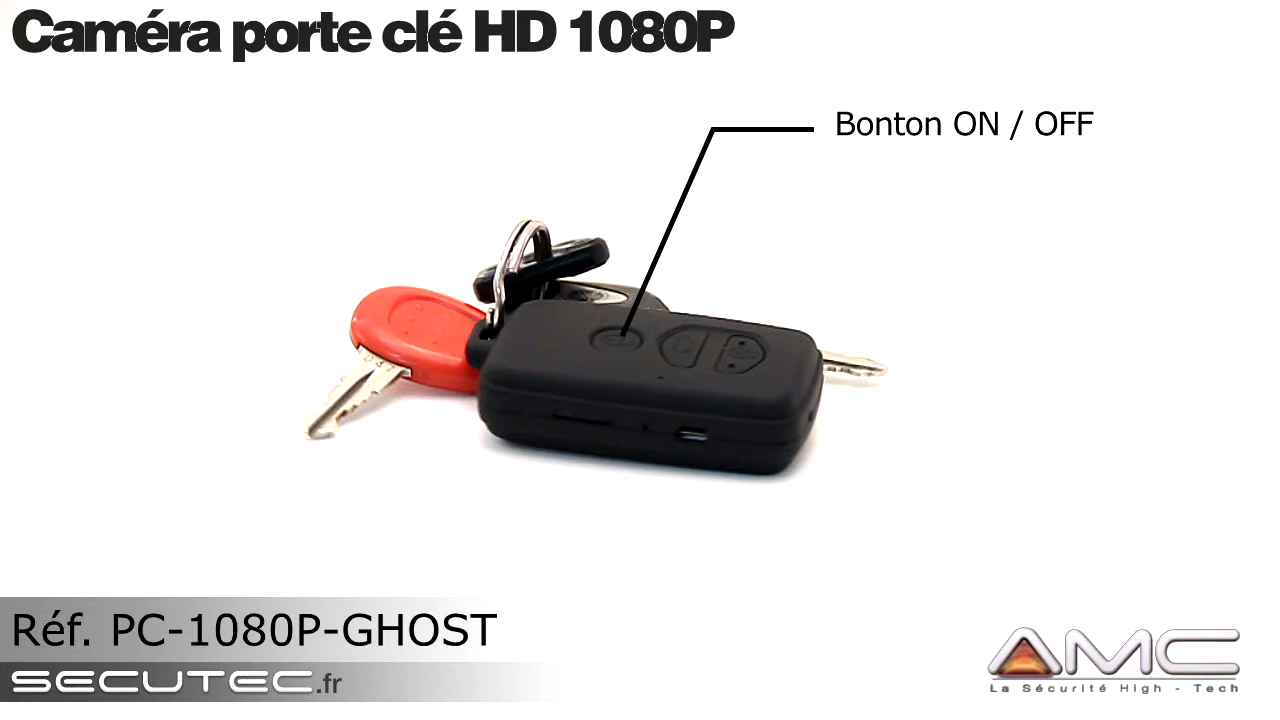 Caméra porte clé HD 1080P
Bonton ON / OFF
Réf. PC-1080P-GHOST
SECUTEC.fr
AMC
La Sécurité High - Tech